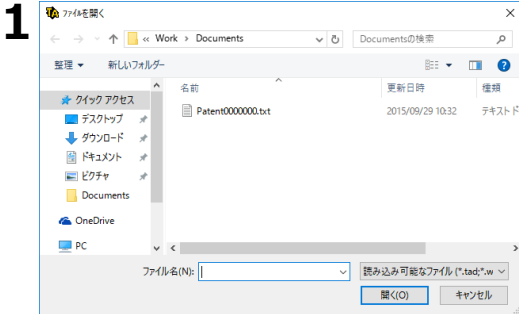 1
ファイルを開く
« Work > Documents
Documentsの検索
整理 新しいフォルダー
名前 更新日時 種類
クイック アクセス
デスクトップ
ダウンロード
ドキュメント
ピクチャ
Documents
OneDrive
PC
Patent0000000.txt 2015/09/29 10:32 テキスト ド
ファイル名(N):
読み込み可能なファイル (*.tad;*.w
開く(O) キャンセル